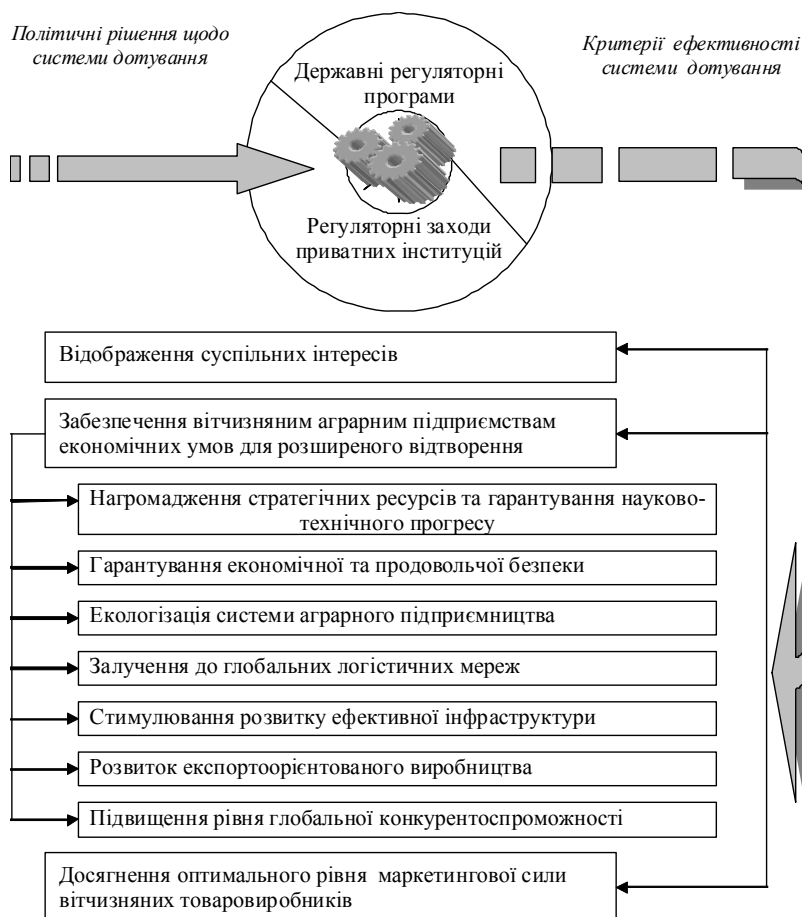 Політичні рішення щодо
системи дотування
Критерії ефективності
системи дотування
Державні регуляторні
програми
Регуляторні заходи
приватних інституцій
Відображення суспільних інтересів
Забезпечення вітчизняним аграрним підприємствам
економічних умов для розширеного відтворення
Нагромадження стратегічних ресурсів та гарантування науково-
технічного прогресу
Гарантування економічної та продовольчої безпеки
Екологізація системи аграрного підприємництва
Залучення до глобальних логістичних мереж
Стимулювання розвитку ефективної інфраструктури
Розвиток експортоорієнтованого виробництва
Підвищення рівня глобальної конкурентоспроможності
Досягнення оптимального рівня маркетингової сили
вітчизняних товаровиробників